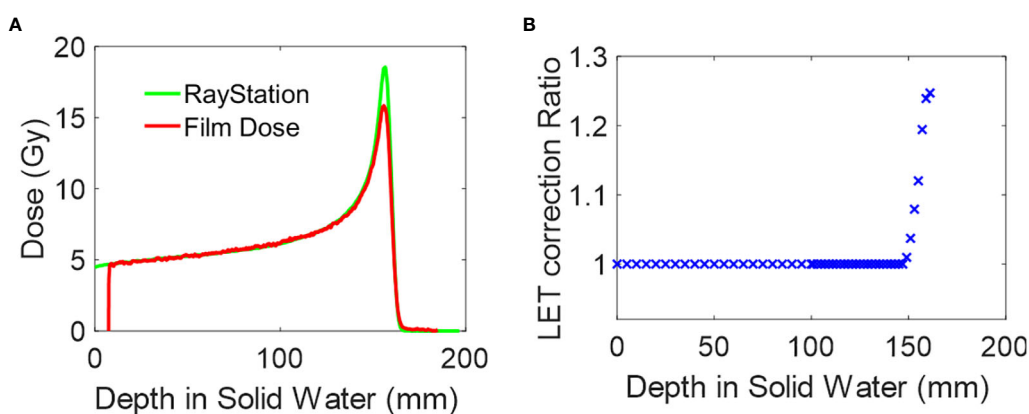 A
Dose (Gy)
20
15
10
5
0
RayStation
Film Dose
0
100
200
Depth in Solid Water (mm)
B
LET correction Ratio
1.3
1.2
1.1
1
0
50
100
150
200
Depth in Solid Water (mm)